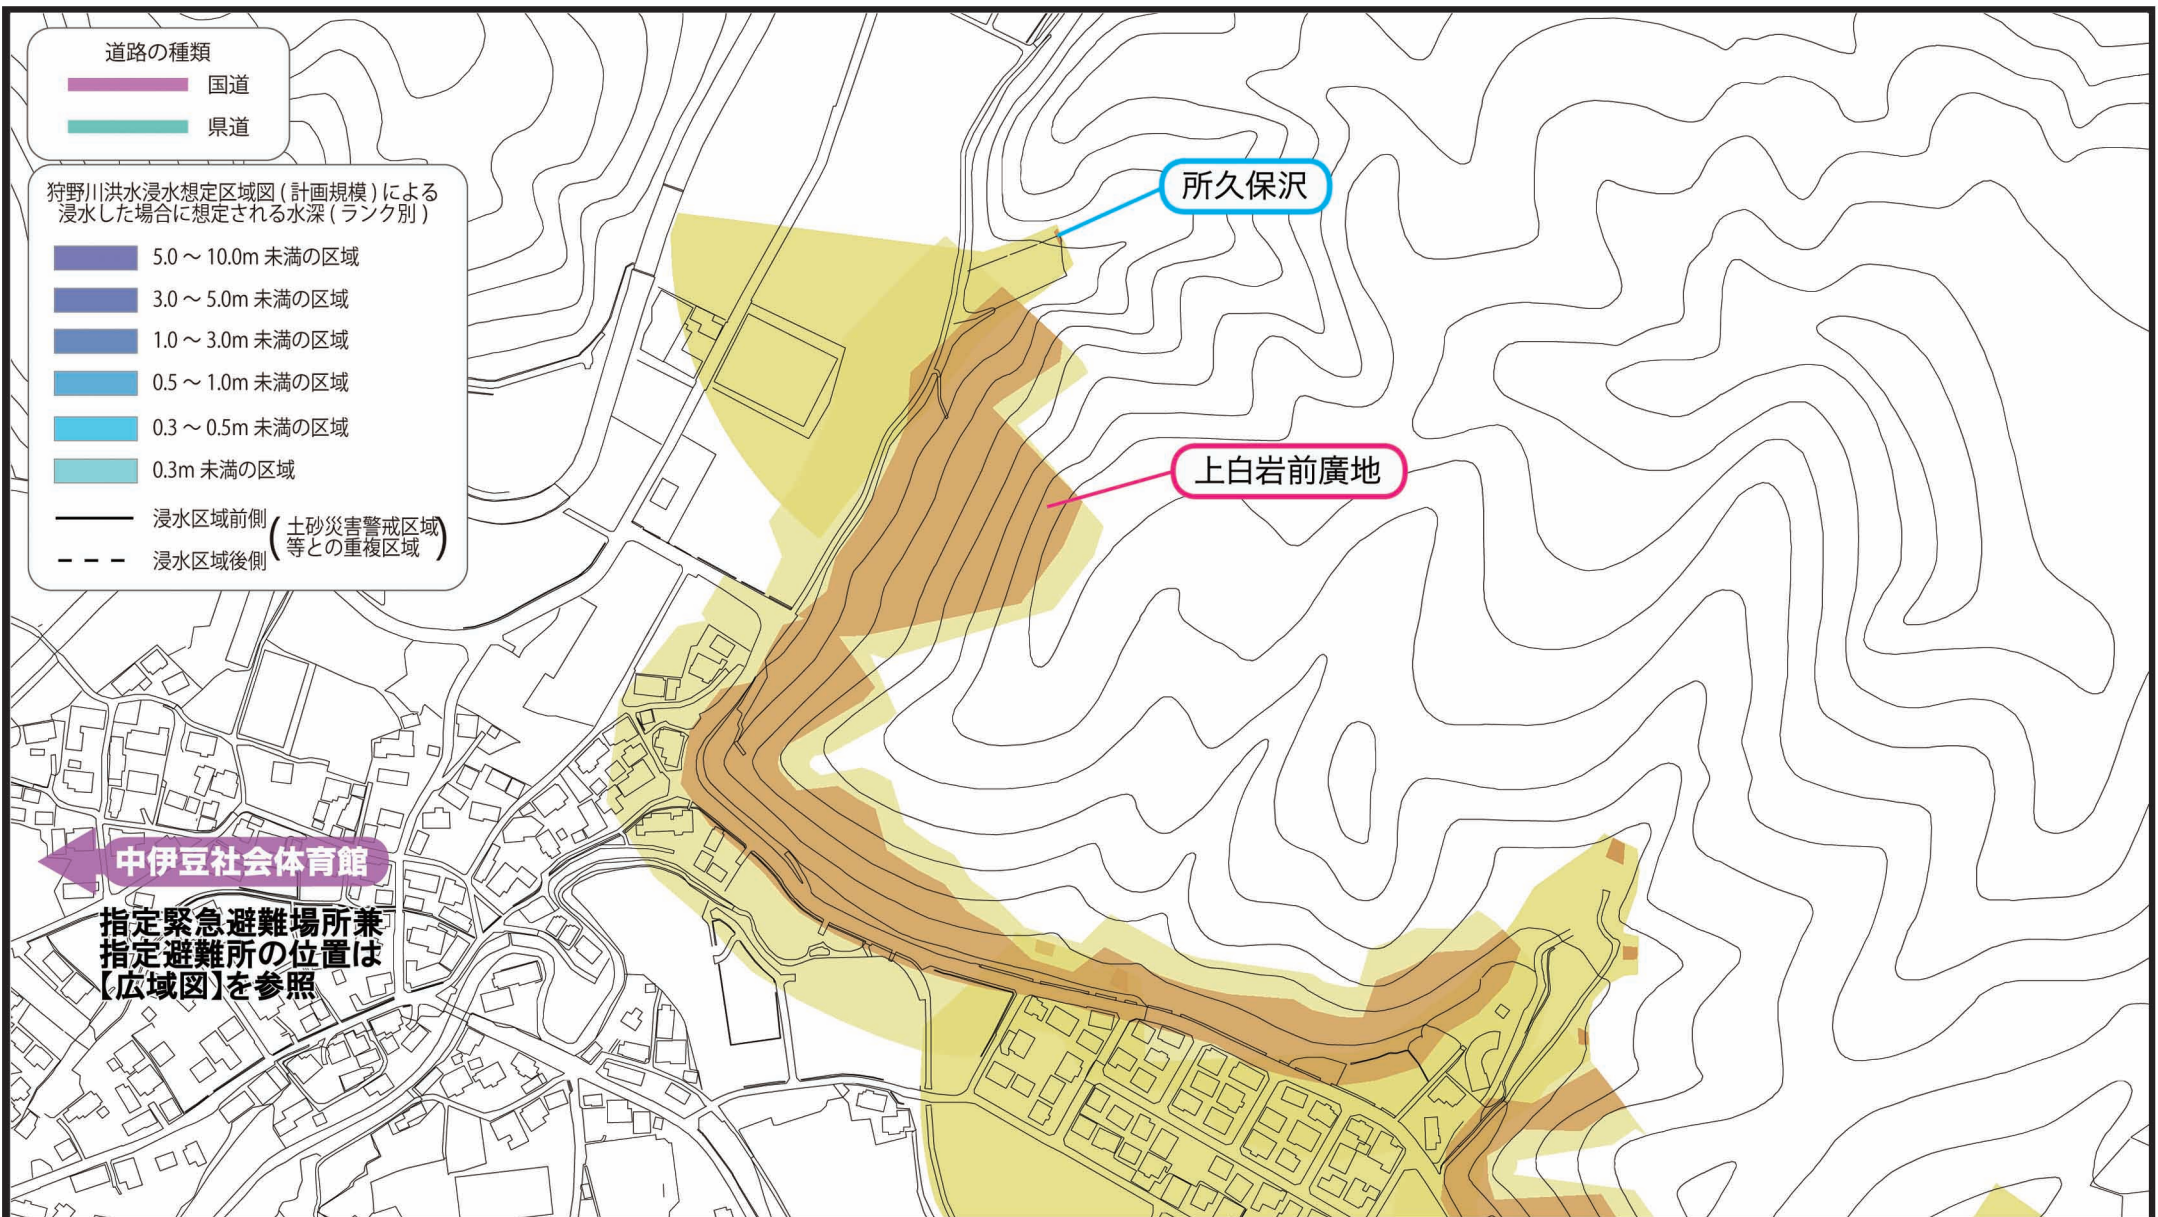 道路の種類
国道
県道
狩野川洪水浸水想定区域図(計画規模)による
浸水した場合に想定される水深(ランク別)
5.0～10.0m 未満の区域
3.0～5.0m 未満の区域
1.0～3.0m 未満の区域
0.5～1.0m 未満の区域
0.3～0.5m 未満の区域
0.3m 未満の区域
浸水区域前側
浸水区域後側
(土砂災害警戒区域
等との重複区域)
所久保沢
上白岩前廣地
中伊豆社会体育館
指定緊急避難場所兼
指定避難所の位置は
【広域図】を参照